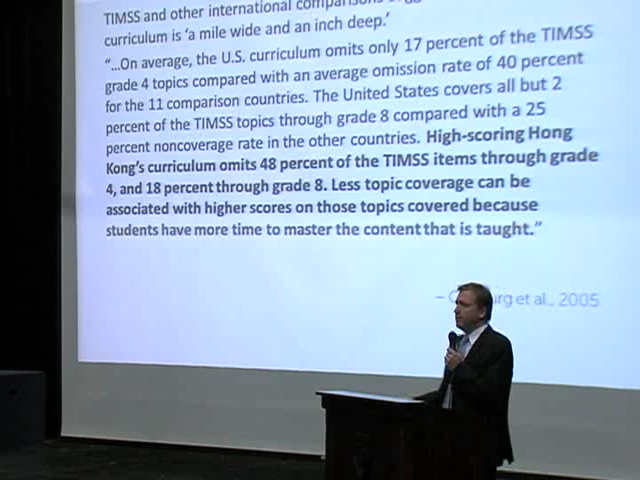 TIMSS and other international
curriculum is 'a mile wide and an inch deep.'
"...On average, the U.S. curriculum omits only 17 percent of the TIMSS
grade 4 topics compared with an average omission rate of 40 percent
for the 11 comparison countries. The United States covers all but 2
percent of the TIMSS topics through grade 8 compared with a 25
percent noncoverage rate in the other countries. High-scoring Hong
Kong's curriculum omits 48 percent of the TIMSS items through grade
4, and 18 percent through grade 8. Less topic coverage can be
associated with higher scores on those topics covered because
students have more time to master the content that is taught."
– et al., 2005